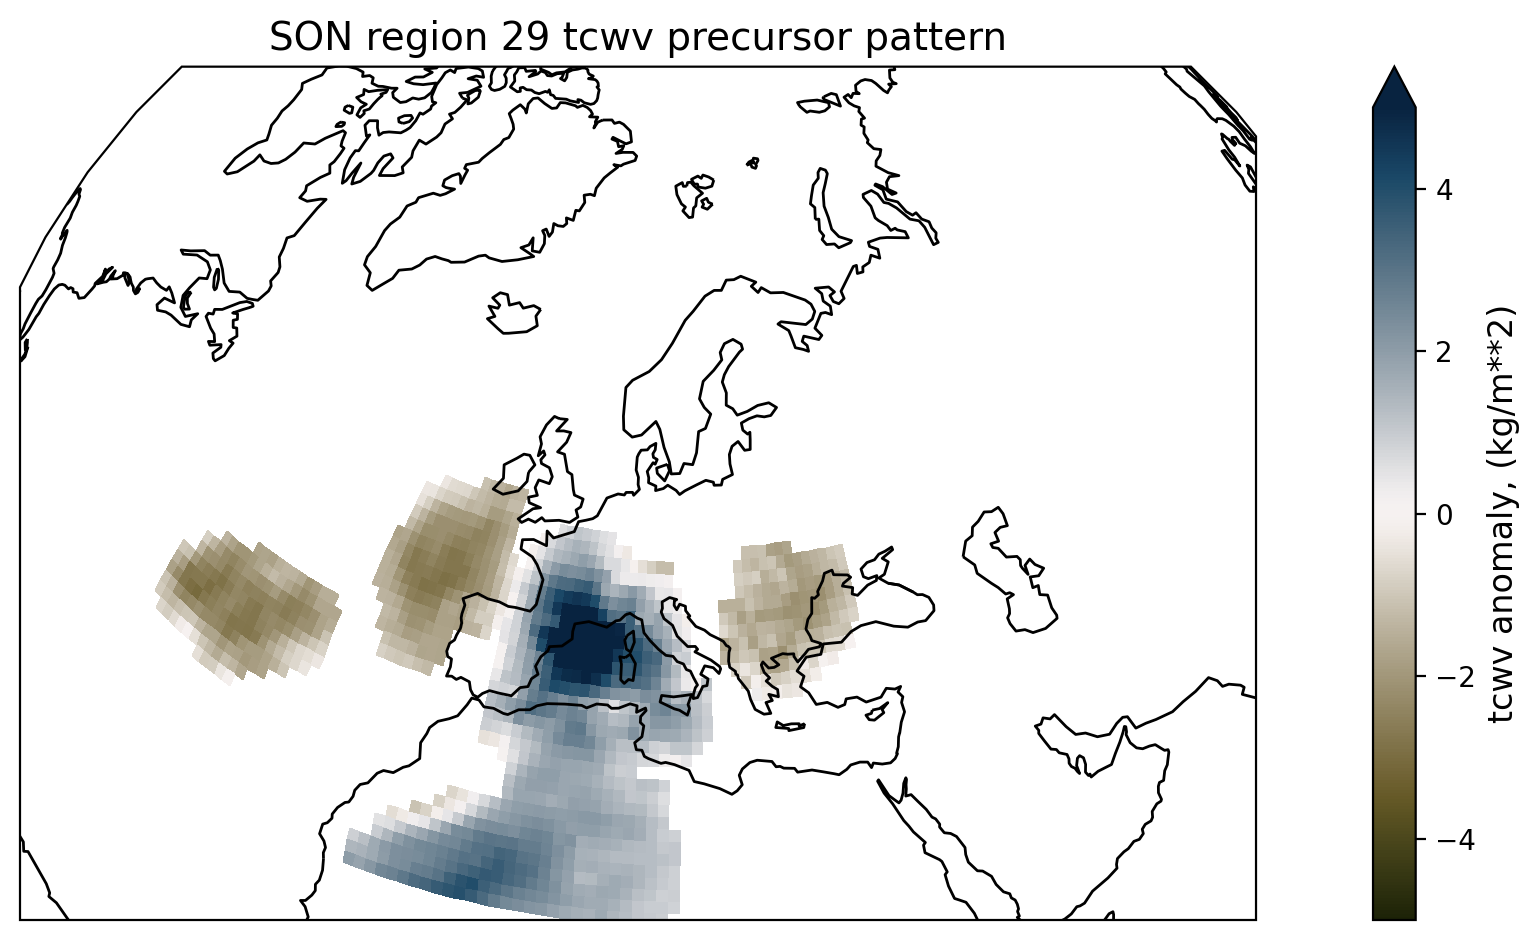 SON region 29 tcwv precursor pattern
4
2
0
−2
−4
tcwv anomaly, (kg/m**2)